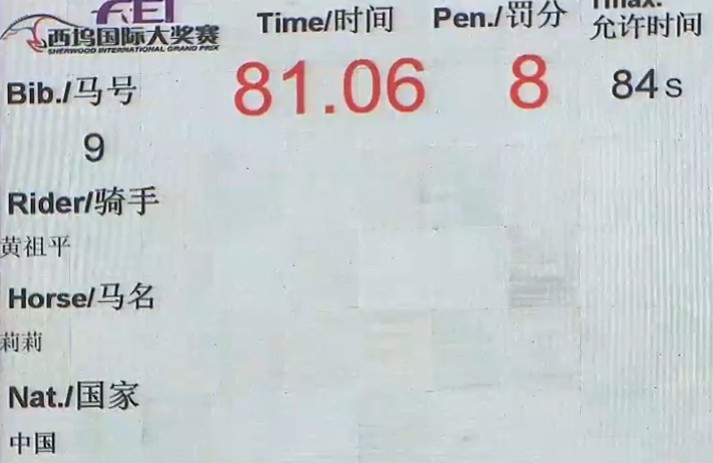 FEI
西坞国际大奖赛
SHERWOOD INTERNATIONAL GRAND PRIX
Time/时间
Pen./罚分
Tmax.
允许时间
Bib./马号
81.06
8
84s
9
Rider/骑手
黄祖平
Horse/马名
莉莉
Nat./国家
中国